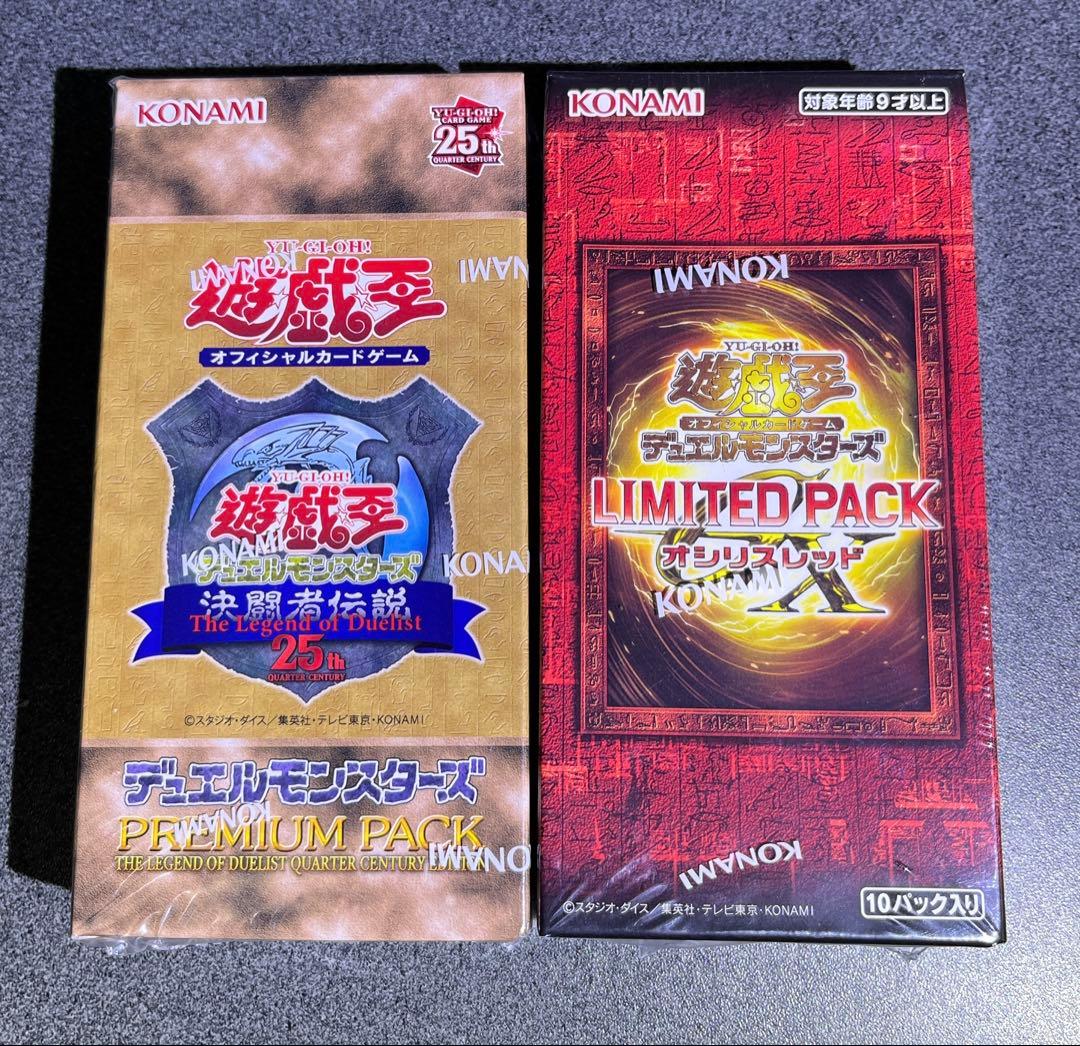 KONAMI
YU-GI-OH!
CARD GAME
25th
QUARTER CENTURY
YU-GI-OH!
遊戯王
オフィシャルカードゲーム
YU-GI-OH!
遊戯王
デュエルモンスターズ
決闘者伝説
The Legend of Duelist
25th
QUARTER CENTURY
©スタジオ・ダイス/集英社・テレビ東京・KONAMI
デュエルモンスターズ
PREMIUM PACK
THE LEGEND OF DUELIST QUARTER CENTURY EDITION
KONAMI
KONAMI
KONAMI
KONAMI
KONAMI
KONAMI
KONAMI
KONAMI
対象年齢9才以上
KONAMI
YU-GI-OH!
遊戯王
オフィシャルカードゲーム
デュエルモンスターズ
GX
LIMITED PACK
オシリスレッド
KONAMI
KONAMI
©スタジオ・ダイス/集英社・テレビ東京・KONAMI
10パック入り